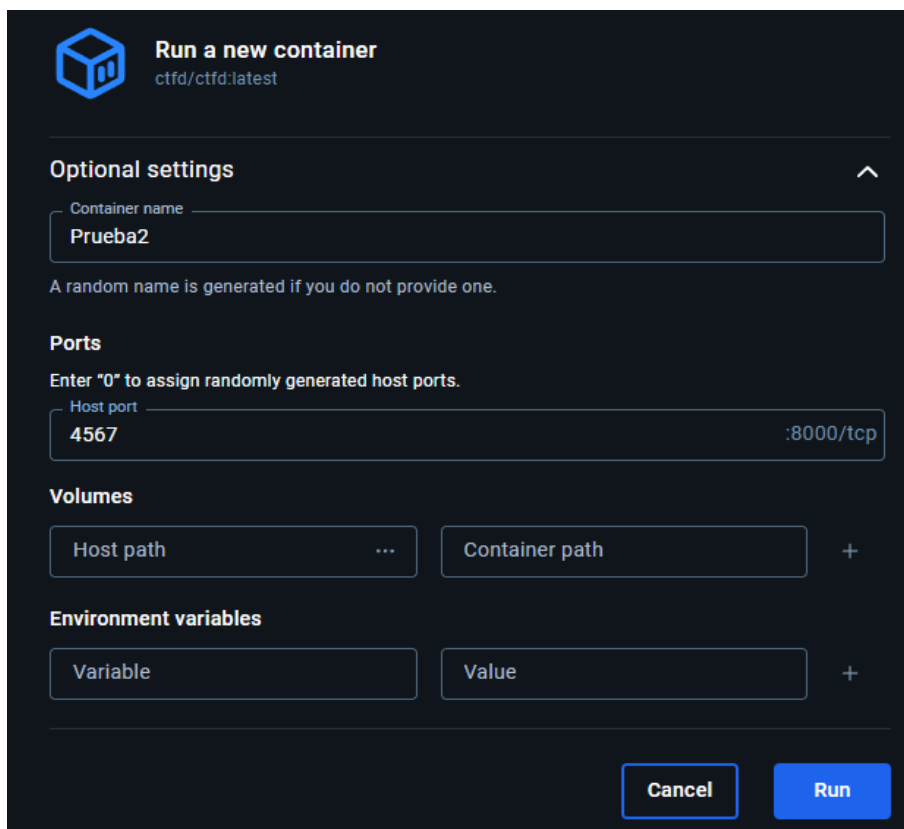 Run a new container
ctfd/ctfd:latest
Optional settings
Container name
Prueba2
A random name is generated if you do not provide one.
Ports
Enter “0” to assign randomly generated host ports.
Host port
4567 :8000/tcp
Volumes
Host path ... Container path +
Environment variables
Variable Value +
Cancel Run